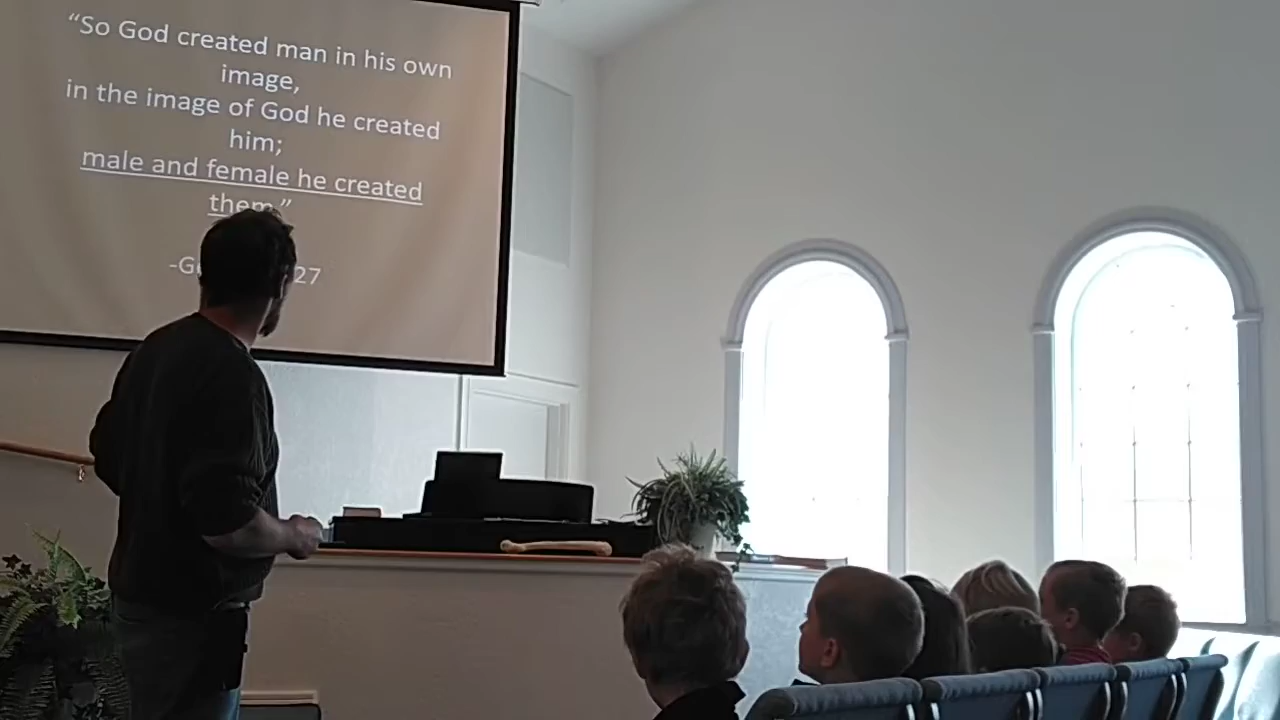 “So God created man in his own
image,
in the image of God he created
him;
male and female he created
them.”
27